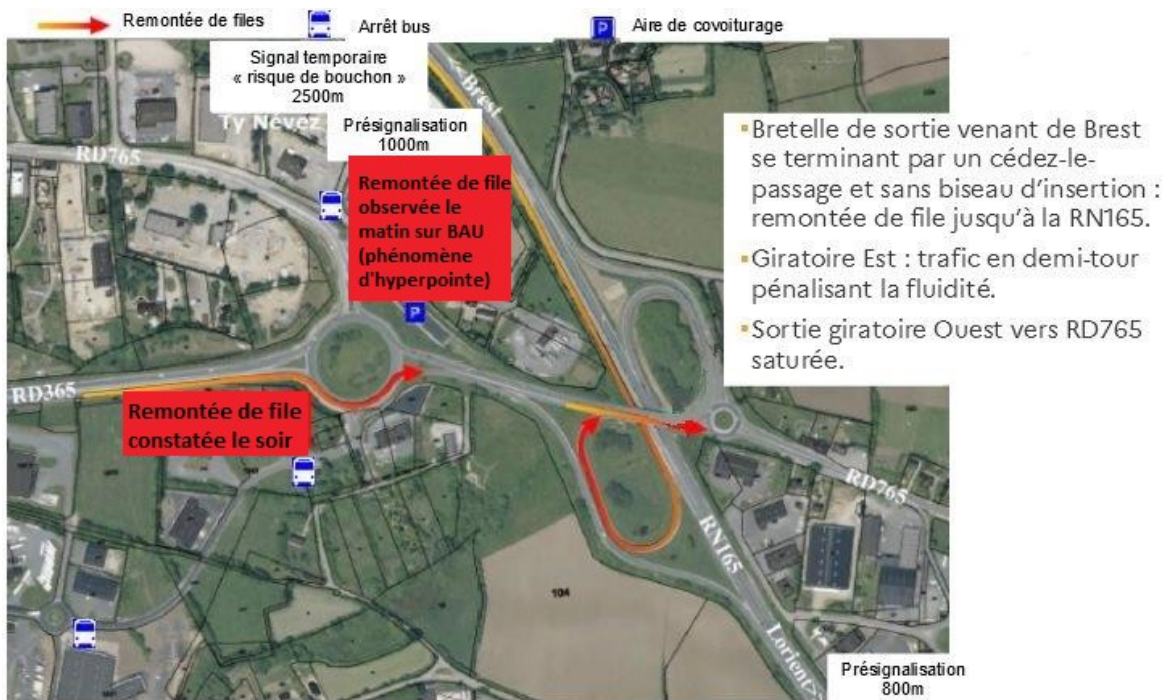 Remontée de files
Arrêt bus
P
Aire de covoiturage
Signal temporaire
« risque de bouchon »
2500m
Ty Névez
Présignalisation
1000m
< Brest
RD765
Remontée de file
observée le
matin sur BAU
(phénomène
d'hyperpointe)
P
RD365
Remontée de file
constatée le soir
RD765
RN165
104
Lorient >>
Présignalisation
800m
▪Bretelle de sortie venant de Brest
se terminant par un cédez-le-
passage et sans biseau d'insertion :
remontée de file jusqu'à la RN165.
▪Giratoire Est : trafic en demi-tour
pénalisant la fluidité.
▪Sortie giratoire Ouest vers RD765
saturée.